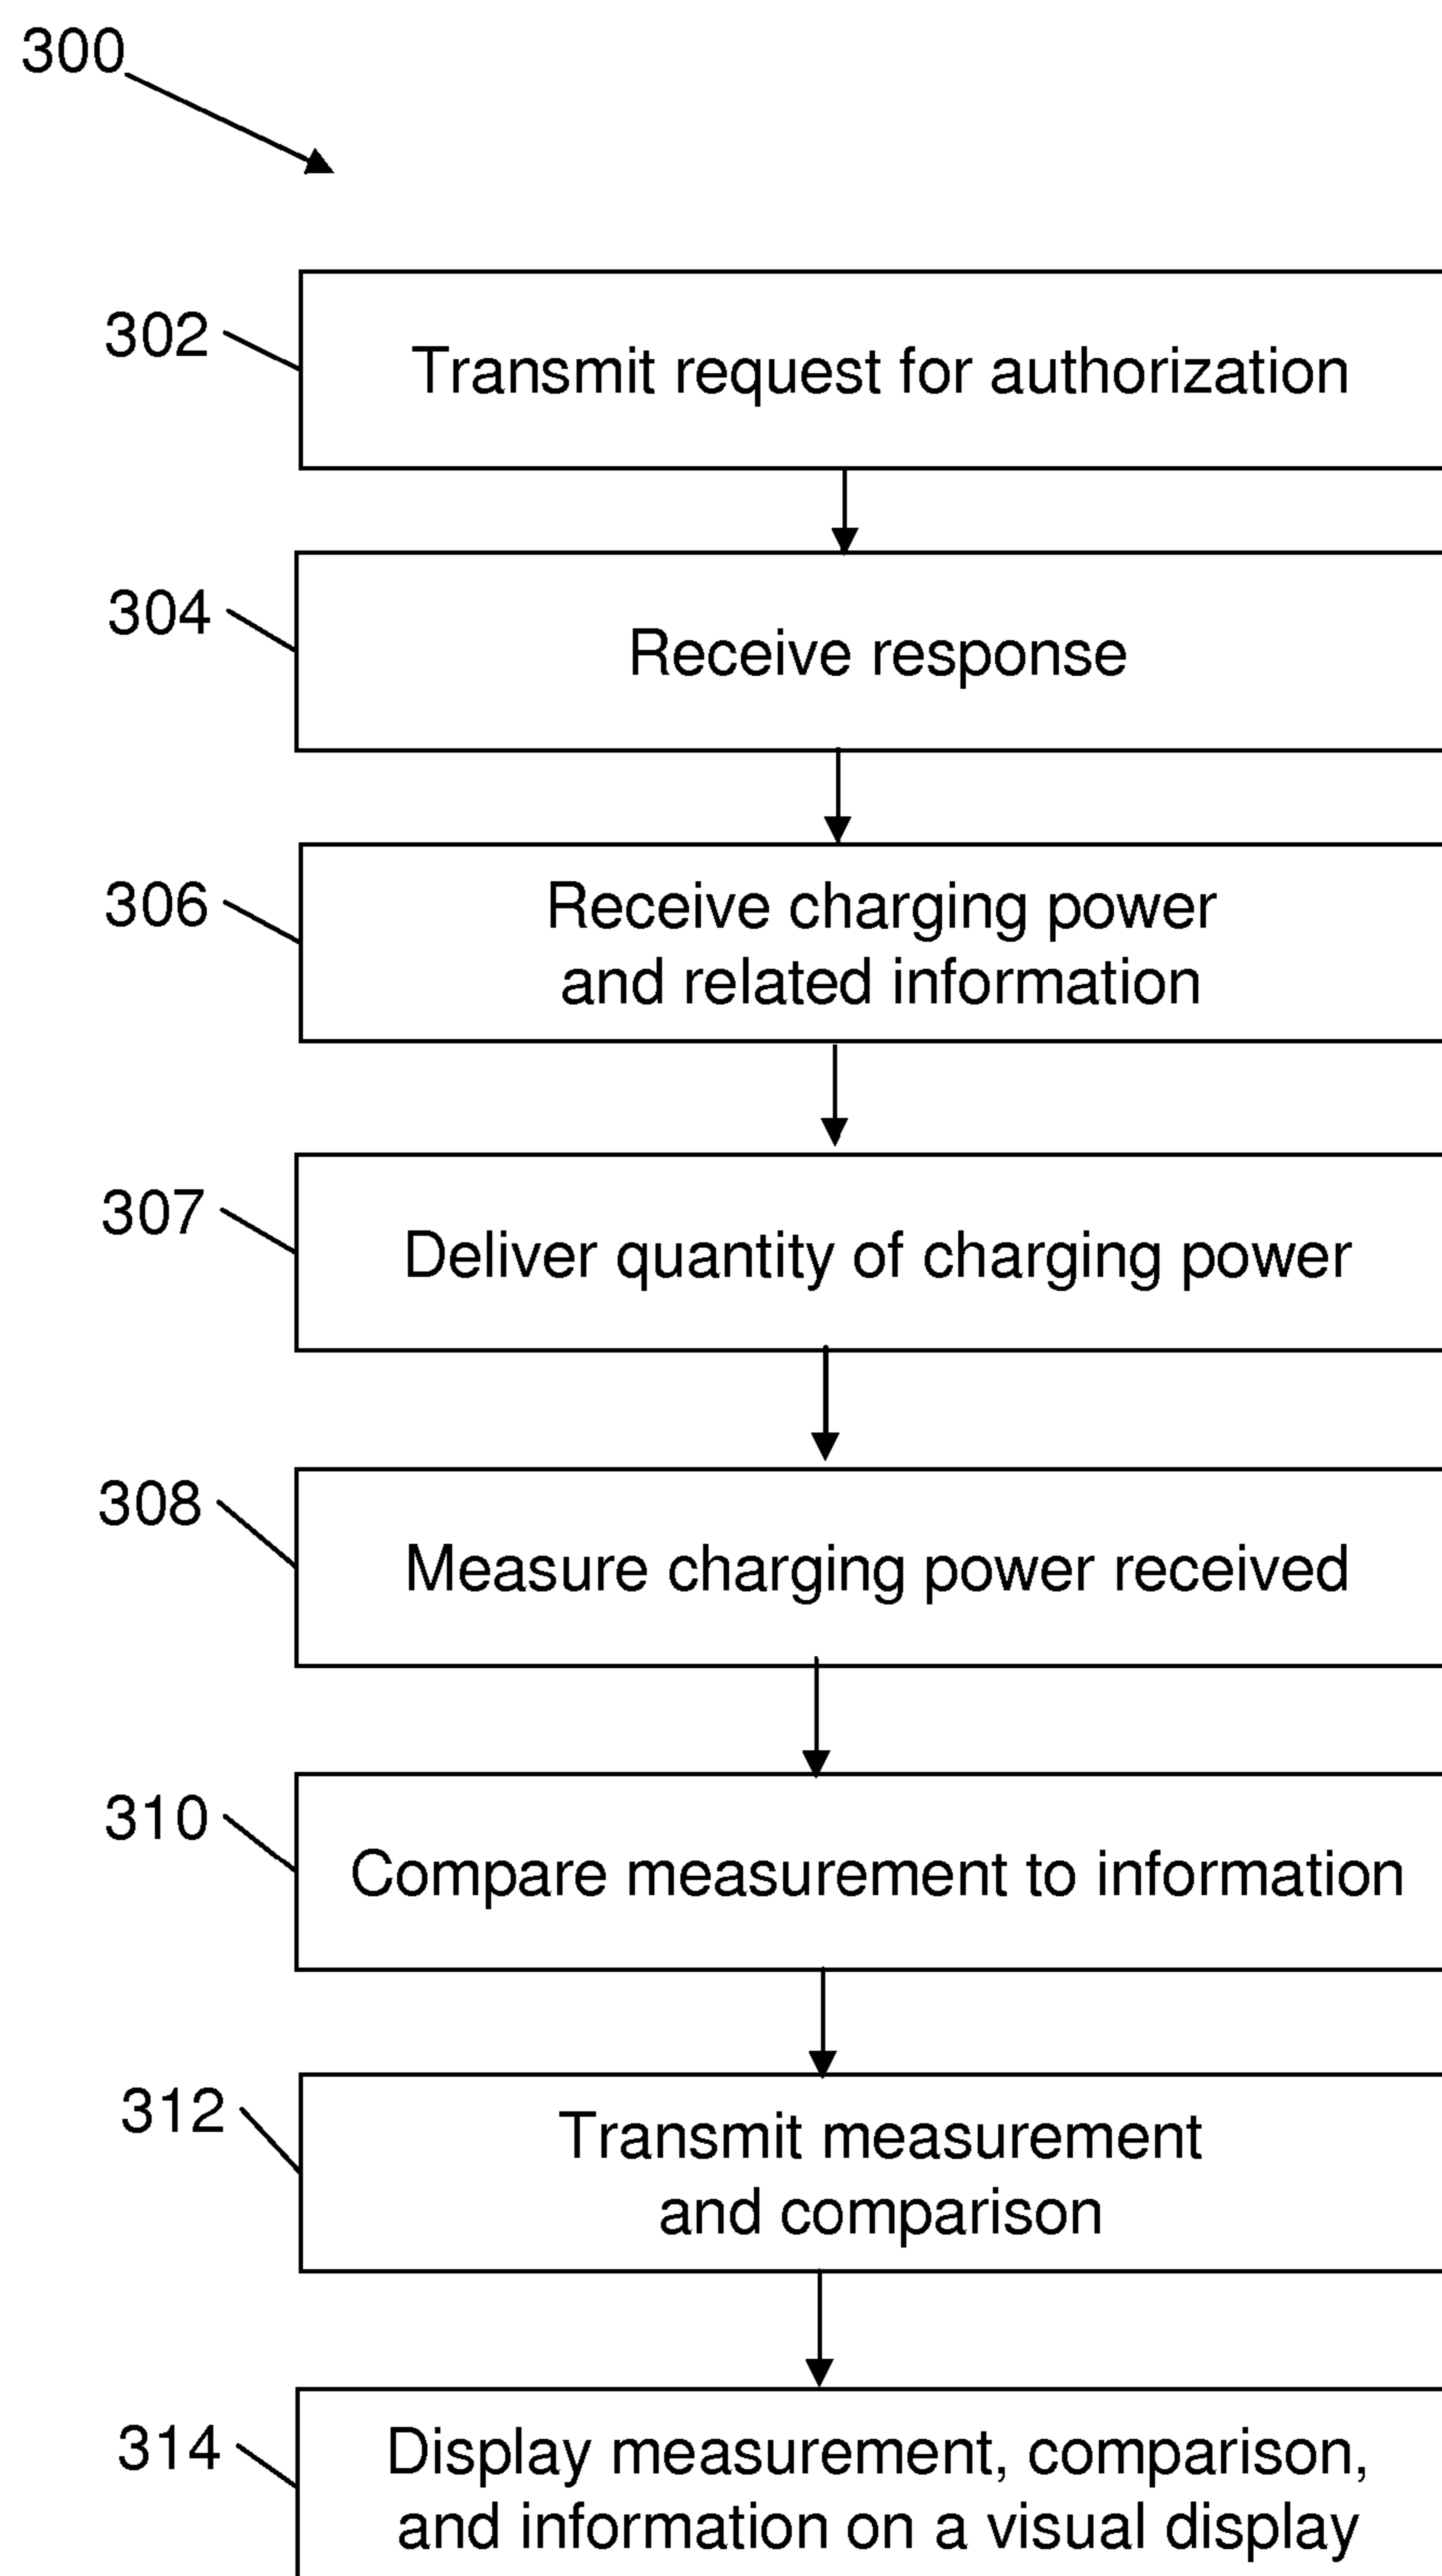 300
302
Transmit request for authorization
304
Receive response
306
Receive charging power
and related information
307
Deliver quantity of charging power
308
Measure charging power received
310
Compare measurement to information
312
Transmit measurement
and comparison
314
Display measurement, comparison,
and information on a visual display